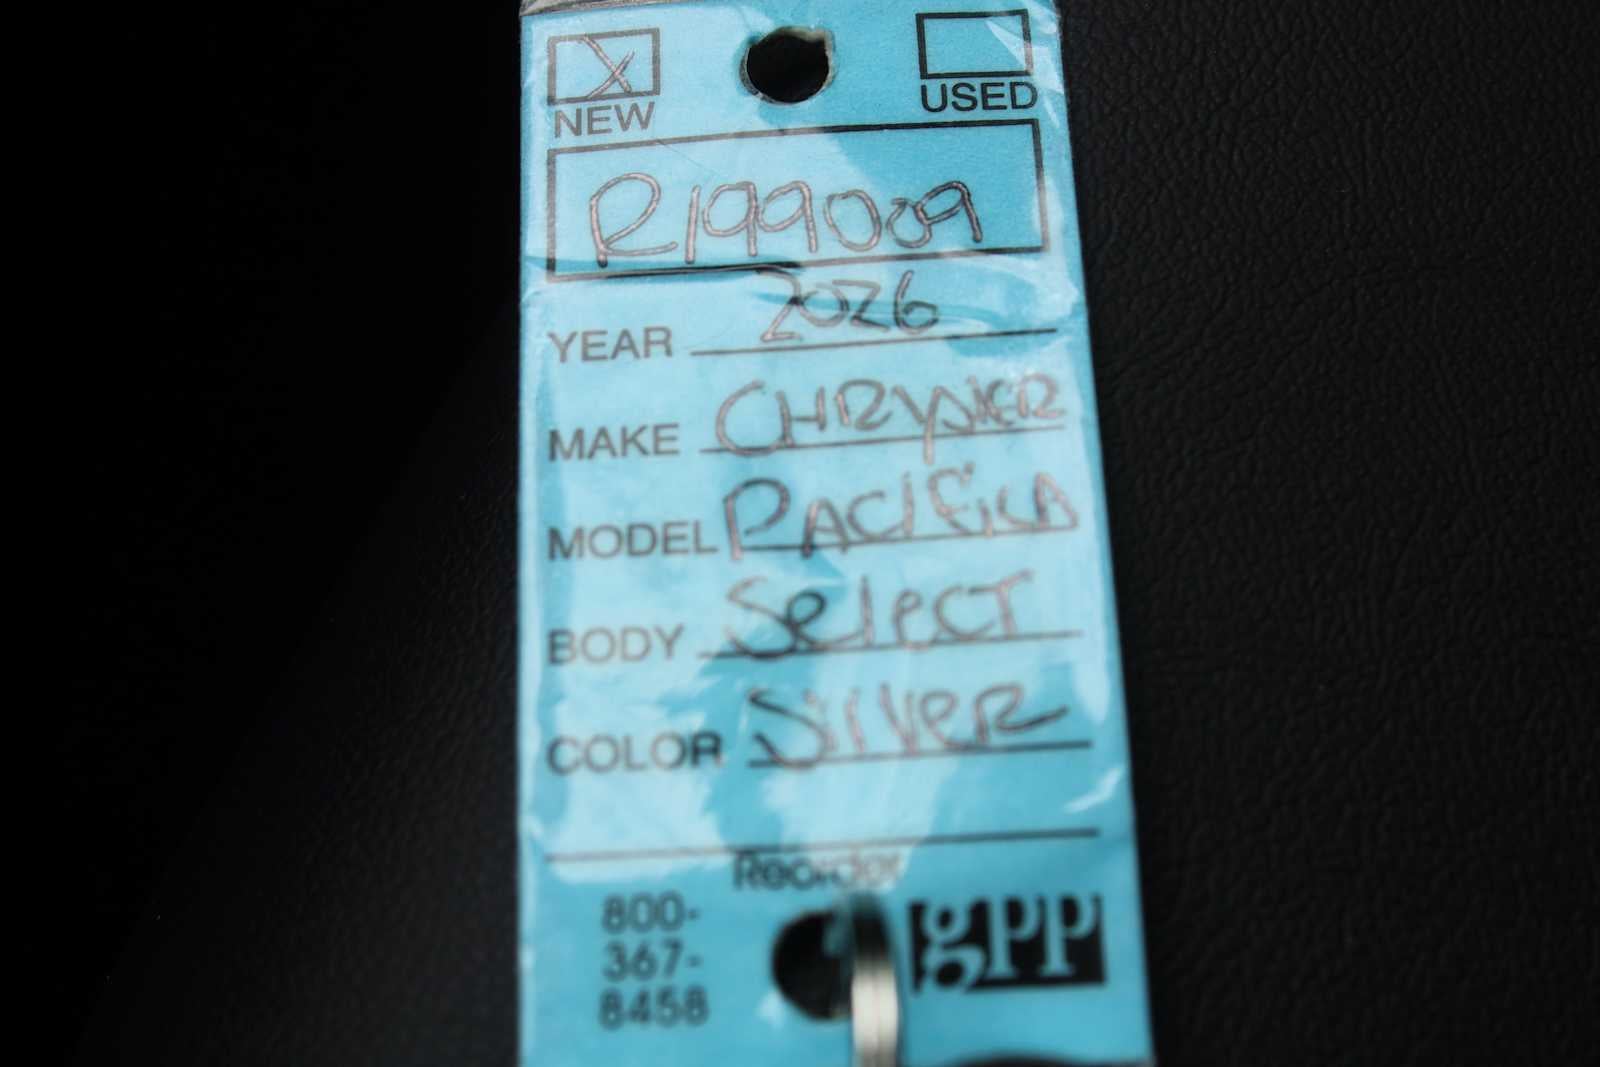 X
NEW
USED
R199009
YEAR 2026
MAKE CHRYSlER
MODEL PACIFICA
BODY Select
COLOR SilveR
Reorder
800-
367-
8458
gpp